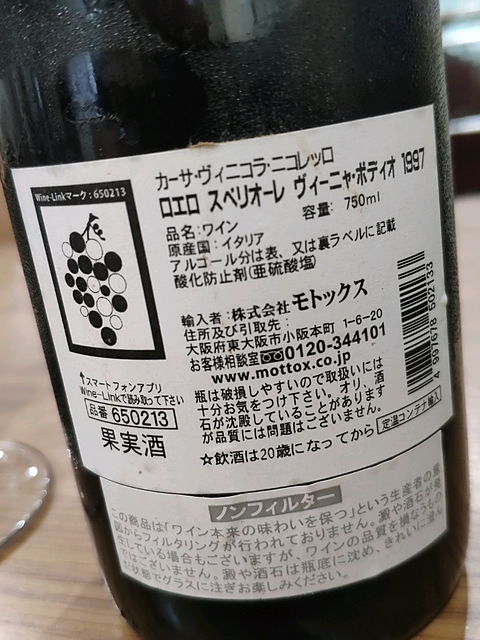 Wine-Linkマーク:650213
カーサ・ヴィニコラ・ニコレッロ
ロエロ スペリオーレ ヴィーニャ・ボディオ 1997
品名:ワイン 容量: 750ml
原産国:イタリア
アルコール分は表、又は裏ラベルに記載
酸化防止剤(亜硫酸塩)
輸入者:株式会社モトックス
住所及び引取先:
大阪府東大阪市小阪本町 1-6-20
お客様相談室 0120-344101
www.mottox.co.jp
スマートフォンアプリ
Wine-Linkで読み取って下さい
品番 650213
果実酒
瓶は破損しやすいので取扱いには
十分お気をつけ下さい。オリ、酒
石が沈殿していることがあります
が品質には問題はございません。
☆飲酒は20歳になってから 定温コンテナ輸入
4 991678 502133
ノンフィルター
この商品は「ワイン本来の味わいを保つ」という生産者の意
図からフィルタリングが行われておりません。澱や酒石が発
生している場合もございますが、ワインの品質を損なうもの
ではございません。澱や酒石は瓶底に沈め、きれいに澄ん
だ状態でグラスに注ぎお楽しみください。